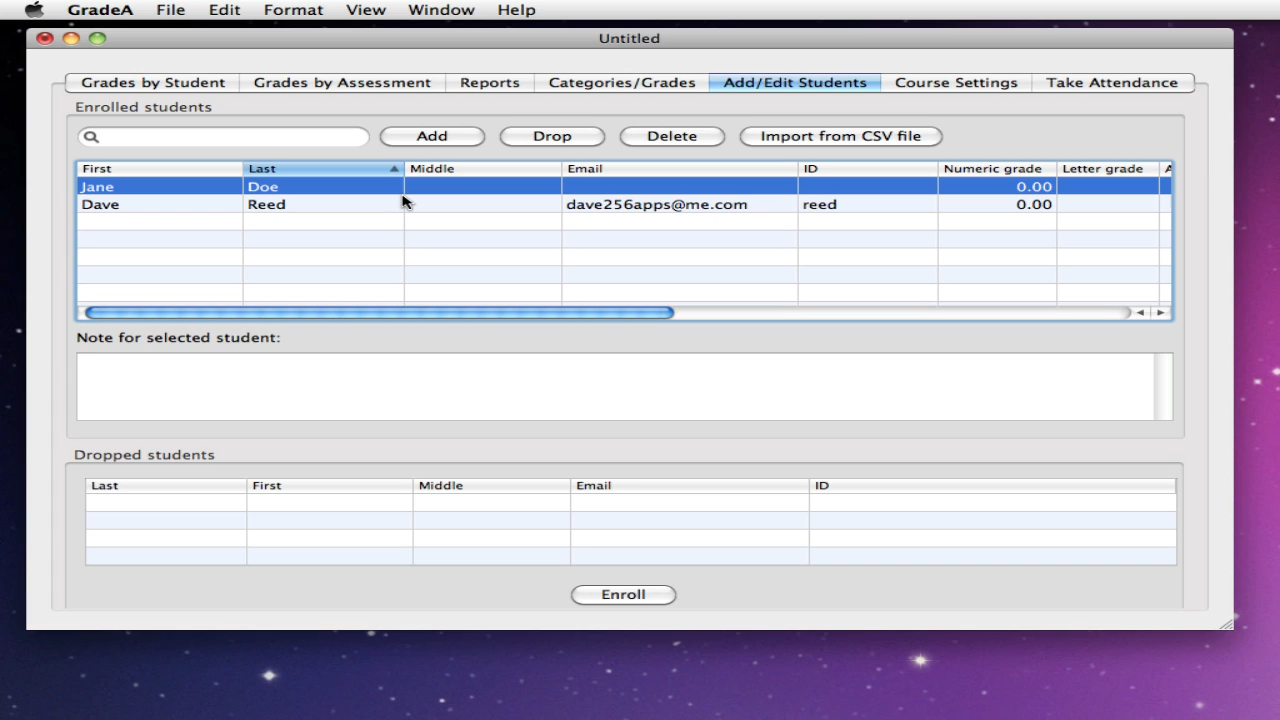 GradeA File Edit Format View Window Help
Untitled
Grades by Student Grades by Assessment Reports Categories/Grades Add/Edit Students Course Settings Take Attendance
Enrolled students
Add Drop Delete Import from CSV file
First Last Middle Email ID Numeric grade Letter grade A
Jane Doe 0.00
Dave Reed dave256apps@me.com reed 0.00
Note for selected student:
Dropped students
Last First Middle Email ID
Enroll